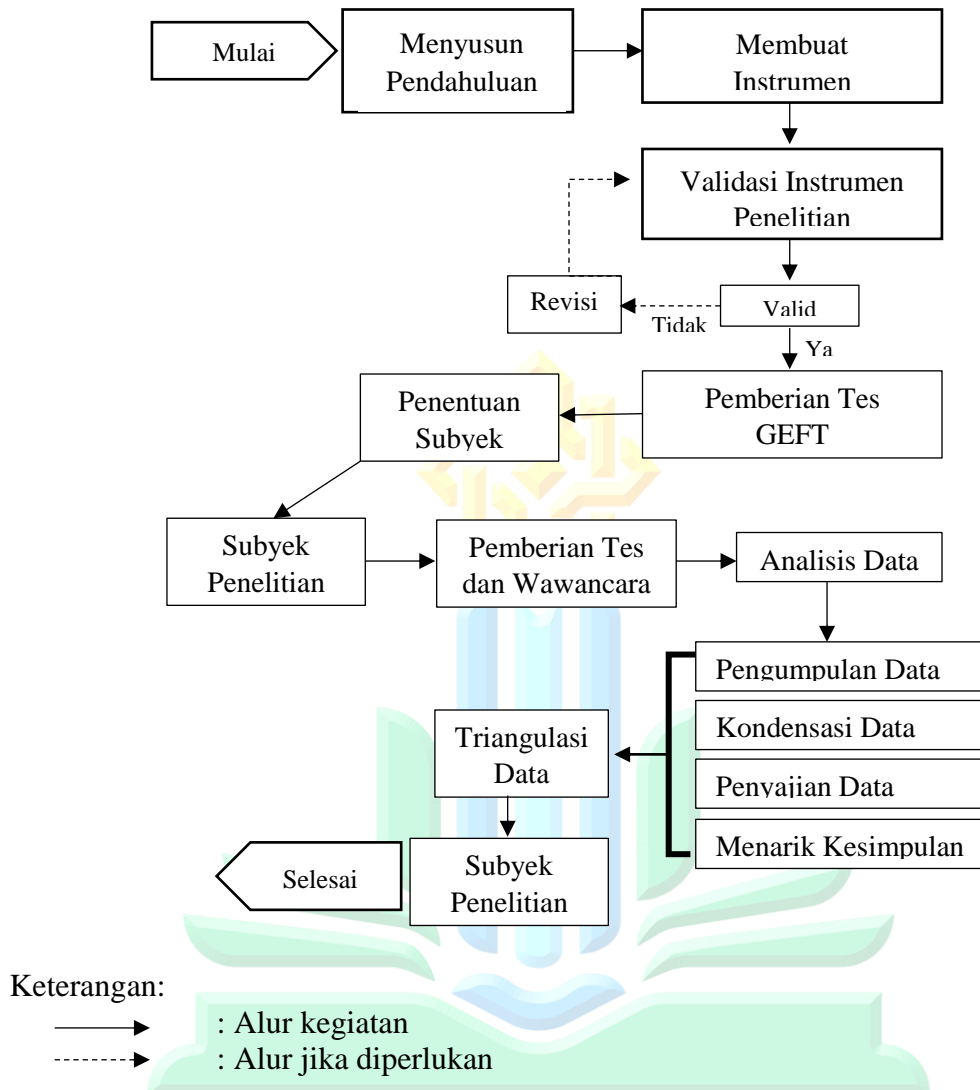 Mulai
Menyusun
Pendahuluan
Membuat
Instrumen
Validasi Instrumen
Penelitian
Valid
Tidak
Revisi
Ya
Pemberian Tes
GEFT
Penentuan
Subyek
Subyek
Penelitian
Pemberian Tes
dan Wawancara
Analisis Data
Pengumpulan Data
Kondensasi Data
Penyajian Data
Menarik Kesimpulan
Triangulasi
Data
Subyek
Penelitian
Selesai
Keterangan:
: Alur kegiatan
: Alur jika diperlukan